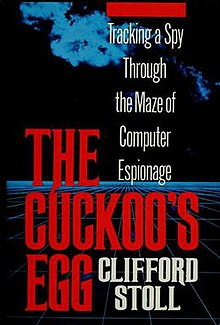 Tracking a Spy
Through
the Maze of
Computer
Espionage
THE
CUCKOO'S
EGG
CLIFFORD
STOLL